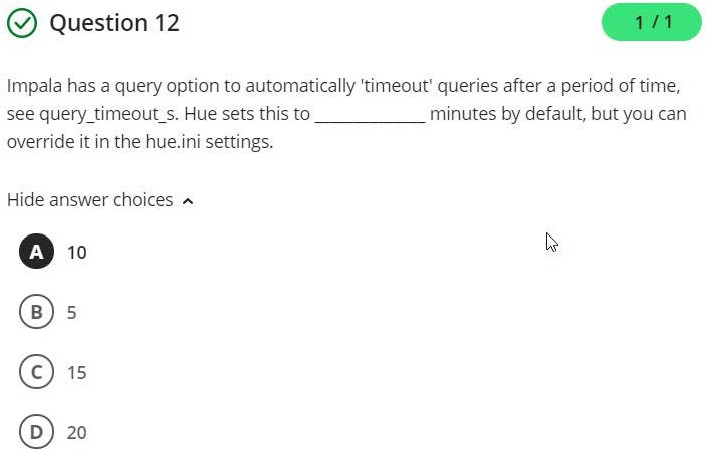 Question 12
1 / 1
Impala has a query option to automatically 'timeout' queries after a period of time,
see query_timeout_s. Hue sets this to ______________ minutes by default, but you can
override it in the hue.ini settings.
Hide answer choices
A 10
B 5
C 15
D 20